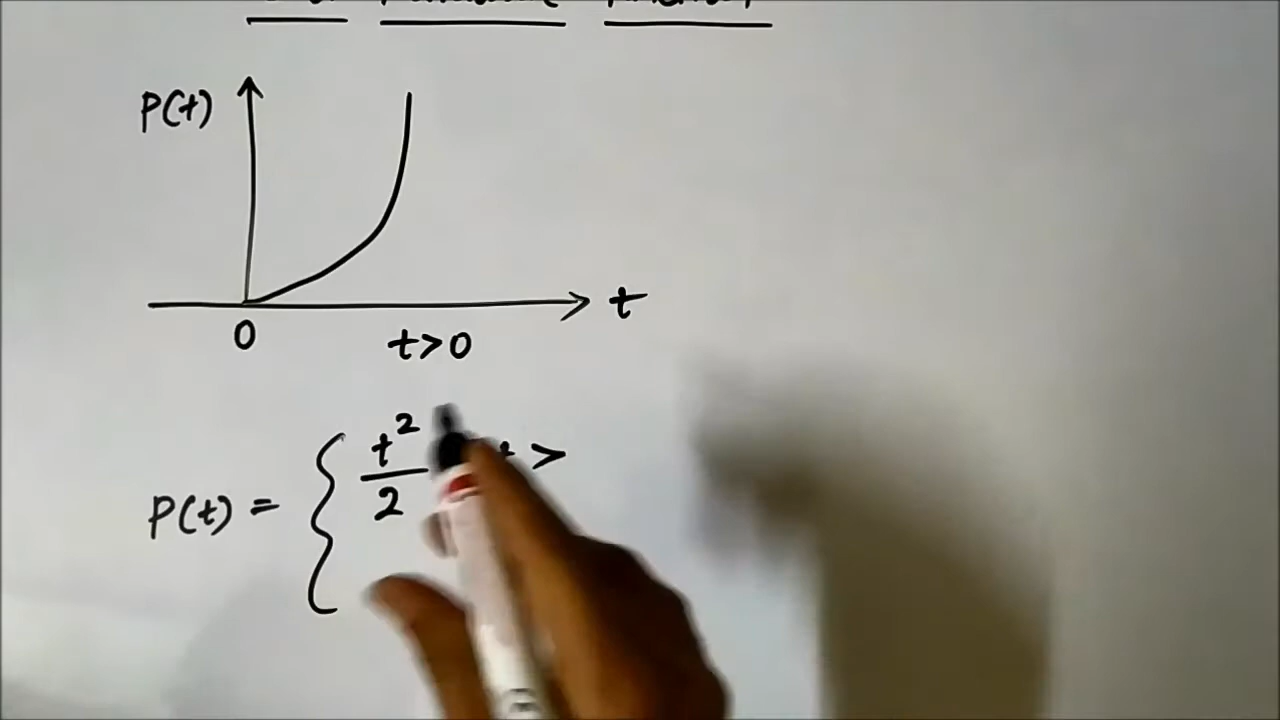 P(t)
t
0
t>0
P(t) = { t²/2 t >